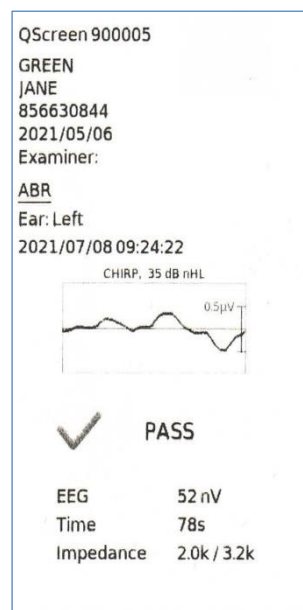 QScreen 900005
GREEN
JANE
856630844
2021/05/06
Examiner:
ABR
Ear: Left
2021/07/08 09:24:22
CHIRP, 35 dB nHL
0.5µV
PASS
EEG 52 nV
Time 78s
Impedance 2.0k / 3.2k